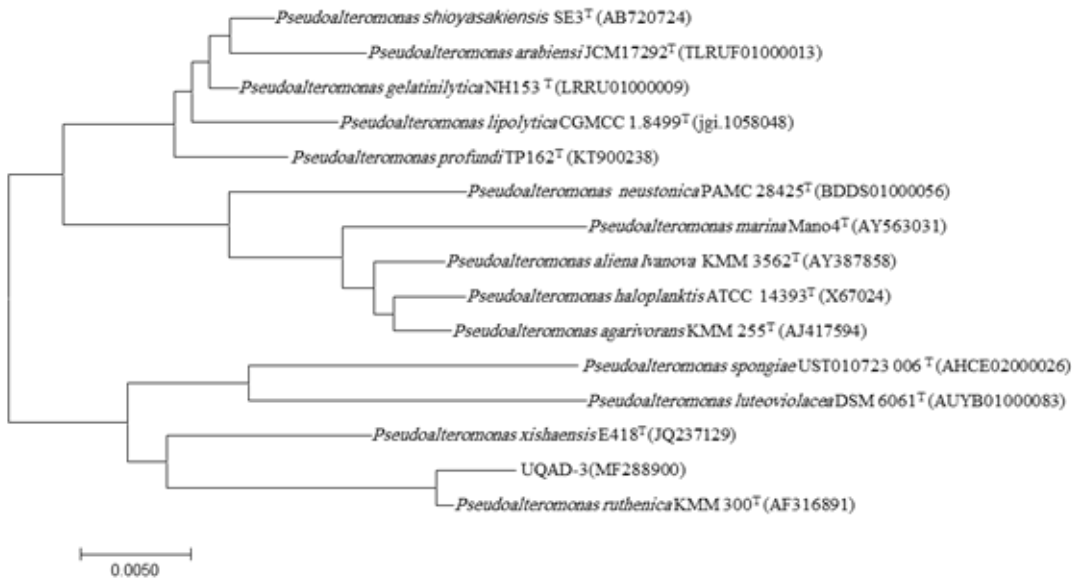 Pseudoalteromonas shioyasakiensis SE3T(AB720724)
Pseudoalteromonas arabiensi JCM17292T(TLRUF01000013)
Pseudoalteromonas gelatinilytica NH153 T (LRRU01000009)
Pseudoalteromonas lipolytica CGMCC 1.8499T(jgi.1058048)
Pseudoalteromonas profundi TP162T(KT900238)
Pseudoalteromonas neustonica PAMC 28425T(BDDS01000056)
Pseudoalteromonas marina Mano4T(AY563031)
Pseudoalteromonas aliena Ivanova KMM 3562T(AY387858)
Pseudoalteromonas haloplanktis ATCC 14393T(X67024)
Pseudoalteromonas agarivorans KMM 255T(AJ417594)
Pseudoalteromonas spongiae UST010723 006 T(AHCE02000026)
Pseudoalteromonas luteoviolacea DSM 6061T(AUYB01000083)
Pseudoalteromonas xishaensis E418T(JQ237129)
UQAD-3(MF288900)
Pseudoalteromonas ruthenica KMM 300T(AF316891)
0.0050